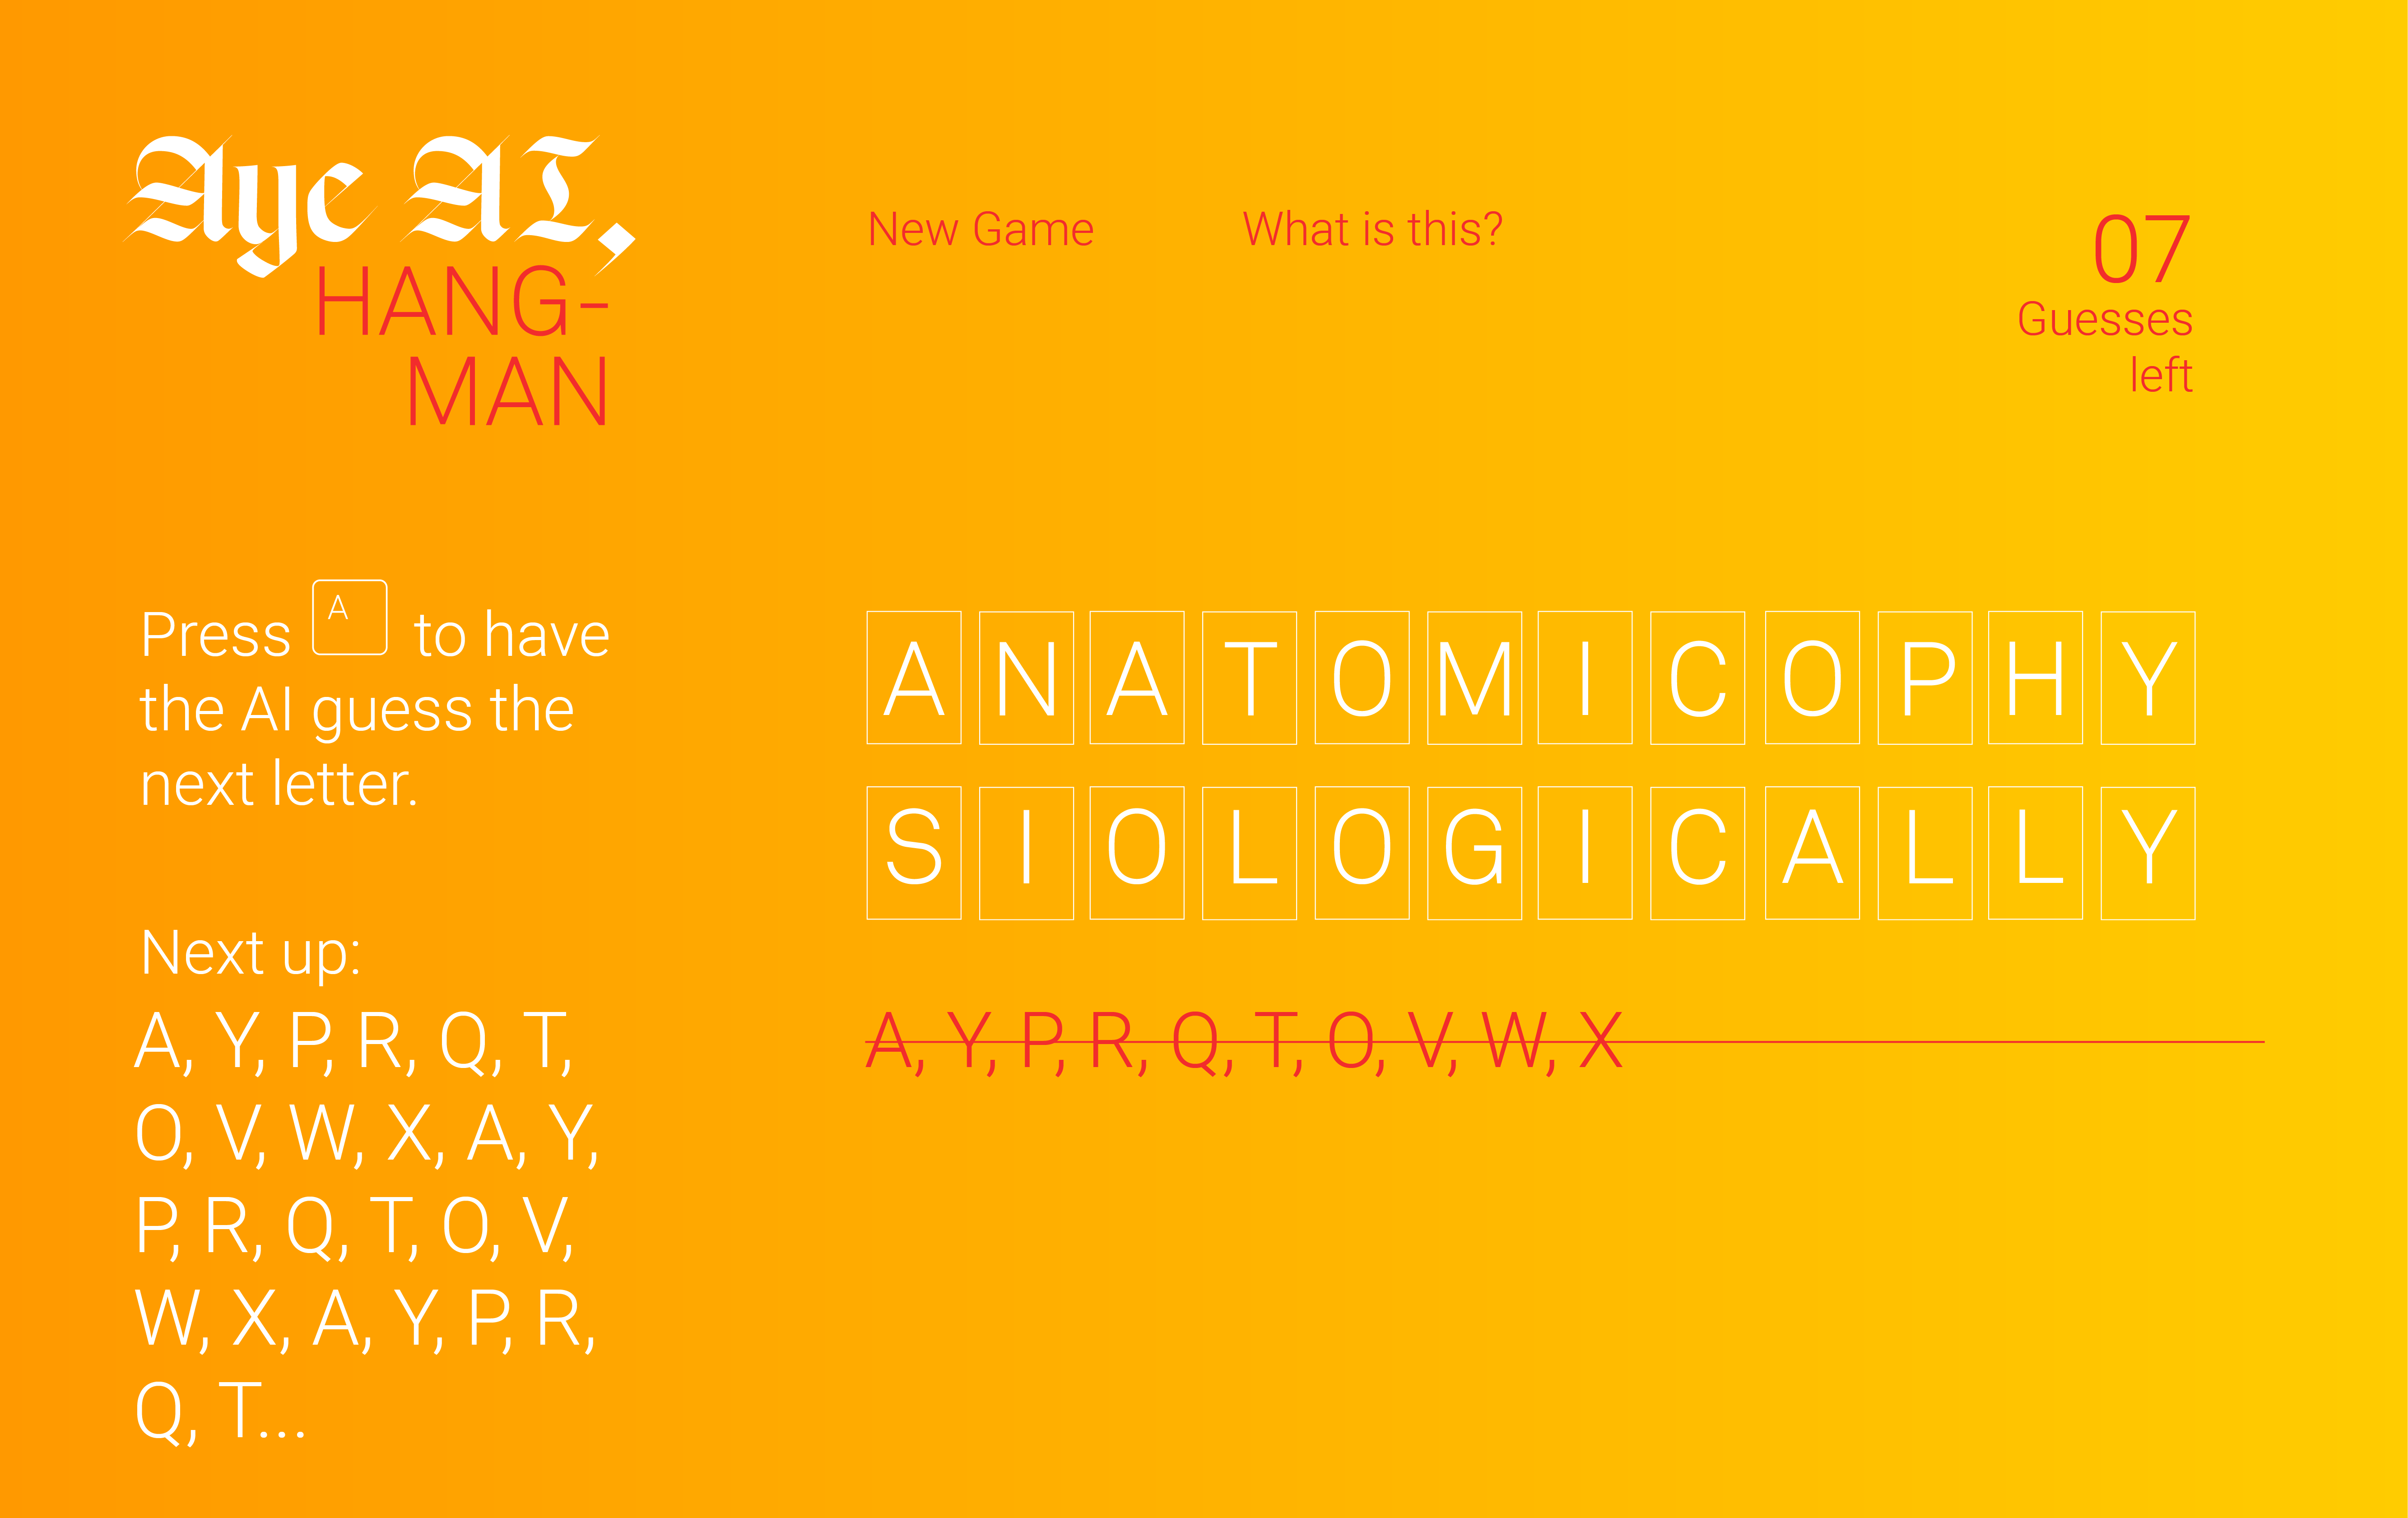 Aye AI,
HANG-
MAN
New Game
What is this?
07
Guesses
left
Press A to have
the AI guess the
next letter.
Next up:
A, Y, P, R, Q, T,
O, V, W, X, A, Y,
P, R, Q, T, O, V,
W, X, A, Y, P, R,
Q, T...
A N A T O M I C O P H Y
S I O L O G I C A L L Y
A, Y, P, R, Q, T, O, V, W, X